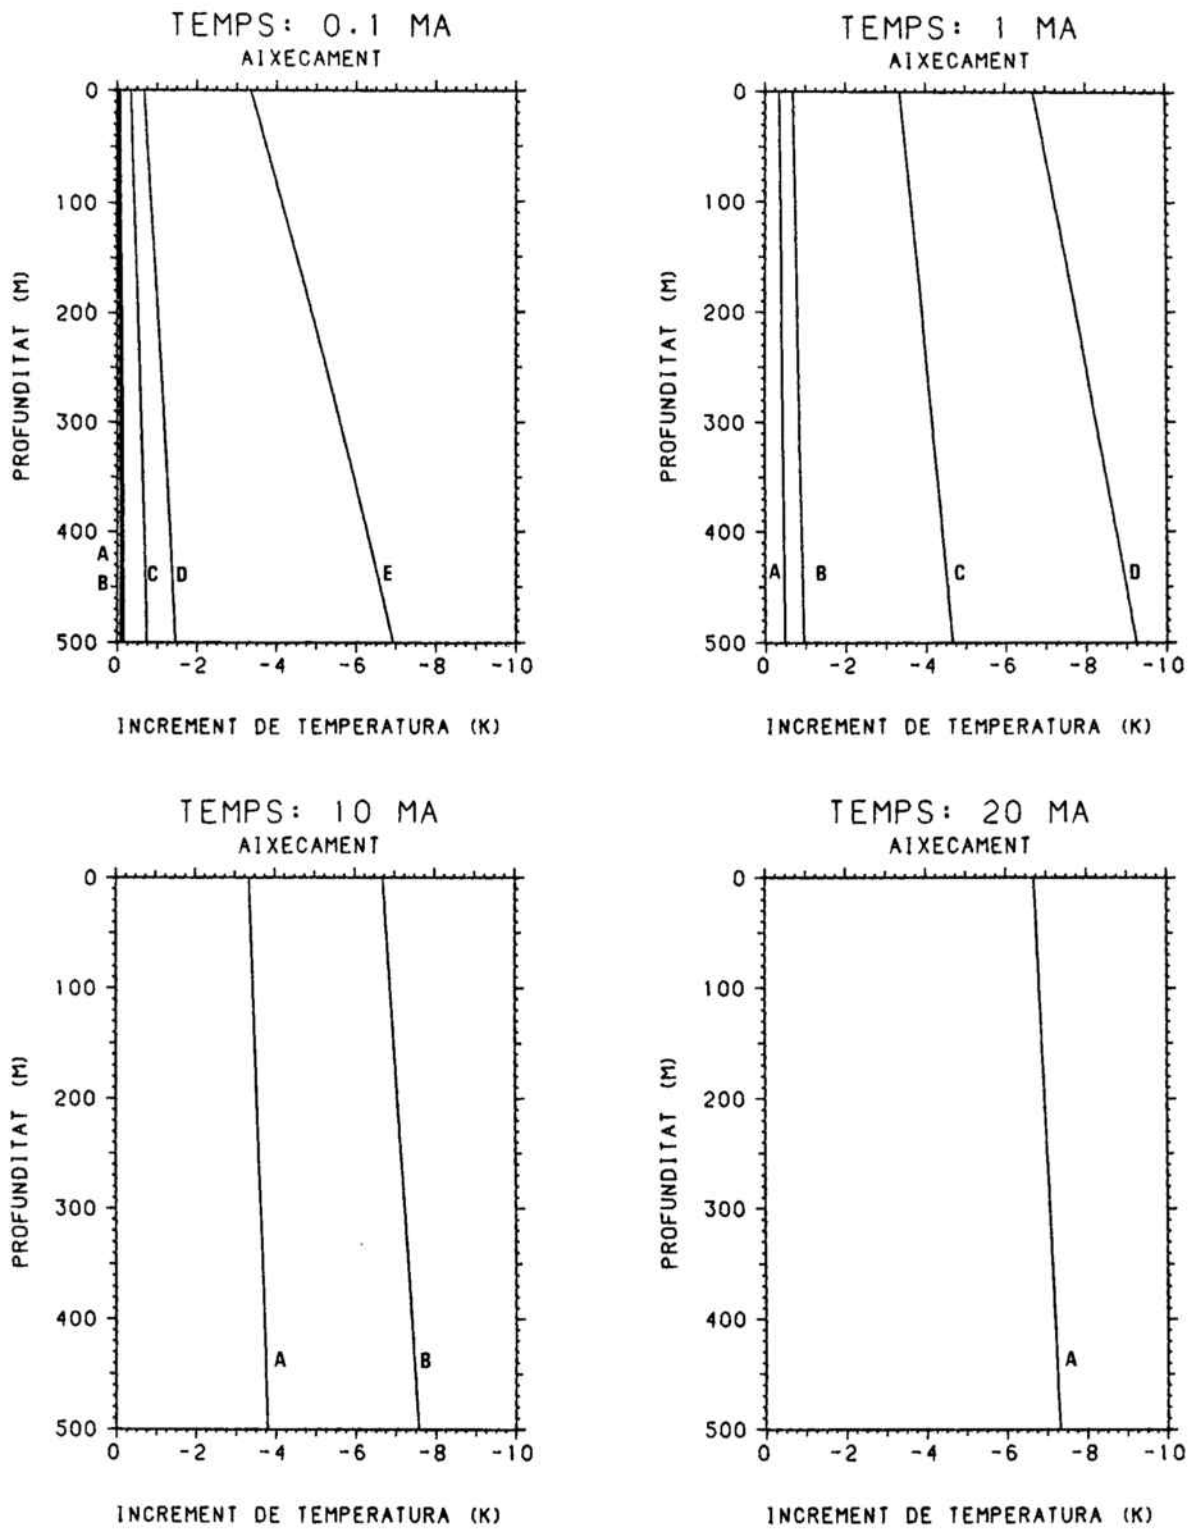 TEMPS: 0.1 MA
AIXECAMENT
0
100
200
300
400
500
PROFUNDITAT (M)
A
B
C
D
E
0 -2 -4 -6 -8 -10
INCREMENT DE TEMPERATURA (K)
TEMPS: 1 MA
AIXECAMENT
0
100
200
300
400
500
PROFUNDITAT (M)
A
B
C
D
0 -2 -4 -6 -8 -10
INCREMENT DE TEMPERATURA (K)
TEMPS: 10 MA
AIXECAMENT
0
100
200
300
400
500
PROFUNDITAT (M)
A
B
0 -2 -4 -6 -8 -10
INCREMENT DE TEMPERATURA (K)
TEMPS: 20 MA
AIXECAMENT
0
100
200
300
400
500
PROFUNDITAT (M)
A
0 -2 -4 -6 -8 -10
INCREMENT DE TEMPERATURA (K)